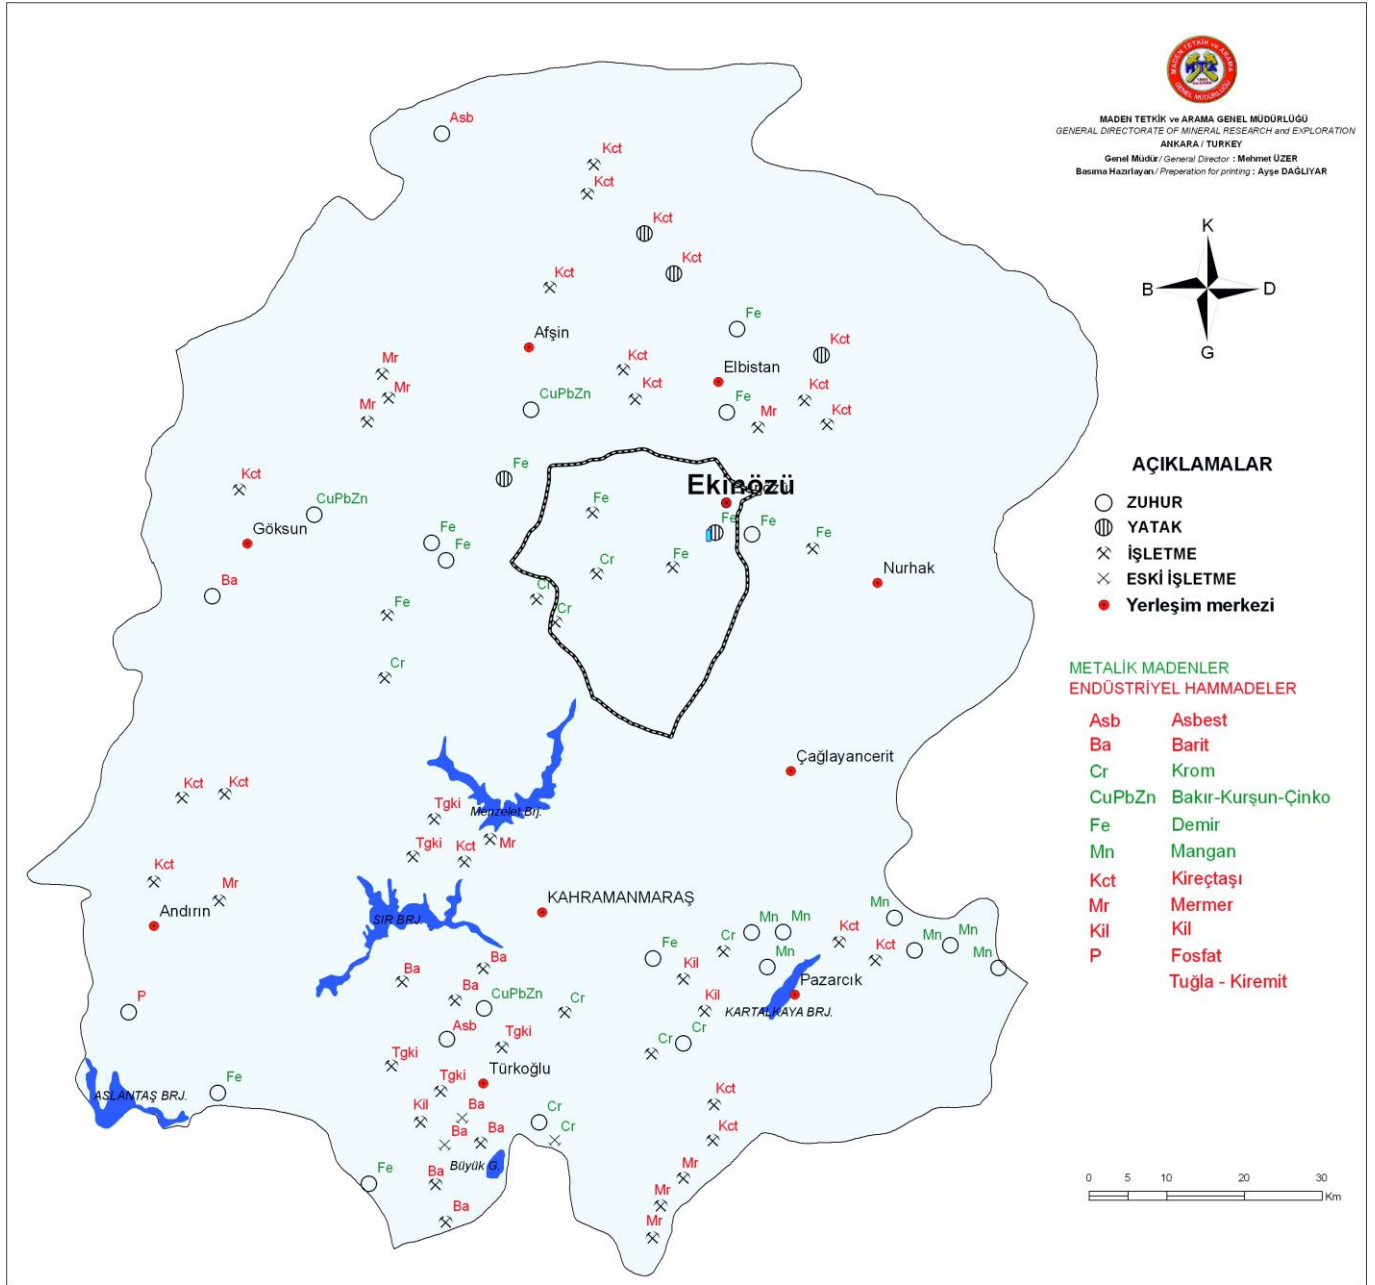 MADEN TETKİK ve ARAMA GENEL MÜDÜRLÜĞÜ
GENERAL DIRECTORATE OF MINERAL RESEARCH and EXPLORATION
ANKARA / TURKEY
Genel Müdür / General Director : Mehmet ÜZER
Basıma Hazırlayan / Preperation for printing : Ayşe DAĞLIYAR
K
B
D
G
Asb
Kct
Kct
Kct
Kct
Kct
Fe
Afşin
Kct
Mr
Kct
Elbistan
Mr
Kct
Kct
CuPbZn
Fe
Mr
Mr
Kct
Fe
Kct
Ekinözü
CuPbZn
Fe
Göksun
Fe
Fe
Fe
Fe
Fe
Cr
Fe
Nurhak
Ba
Cr
Fe
Cr
Cr
Çağlayancerit
Kct
Kct
Tgki
Menzelet Brj.
Tgki
Kct
Mr
Kct
Mr
KAHRAMANMARAŞ
Andırın
SIR BRJ.
Mn
Mn
Mn
Kct
Mn
Mn
Mn
Cr
Fe
Mn
Kct
Ba
Ba
Kil
Pazarcık
P
Ba
CuPbZn
Cr
Kil
KARTALKAYA BRJ.
Asb
Tgki
Cr
Cr
Tgki
Türkoğlu
Fe
Tgki
ASLANTAŞ BRJ.
Kct
Kil
Ba
Cr
Ba
Ba
Cr
Kct
Büyük G.
Fe
Ba
Mr
Ba
Mr
Mr
AÇIKLAMALAR
ZUHUR
YATAK
İŞLETME
ESKİ İŞLETME
Yerleşim merkezi
METALİK MADENLER
ENDÜSTRİYEL HAMMADELER
Asb Asbest
Ba Barit
Cr Krom
CuPbZn Bakır-Kurşun-Çinko
Fe Demir
Mn Mangan
Kct Kireçtaşı
Mr Mermer
Kil Kil
P Fosfat
Tuğla - Kiremit
0 5 10 20 30
Km